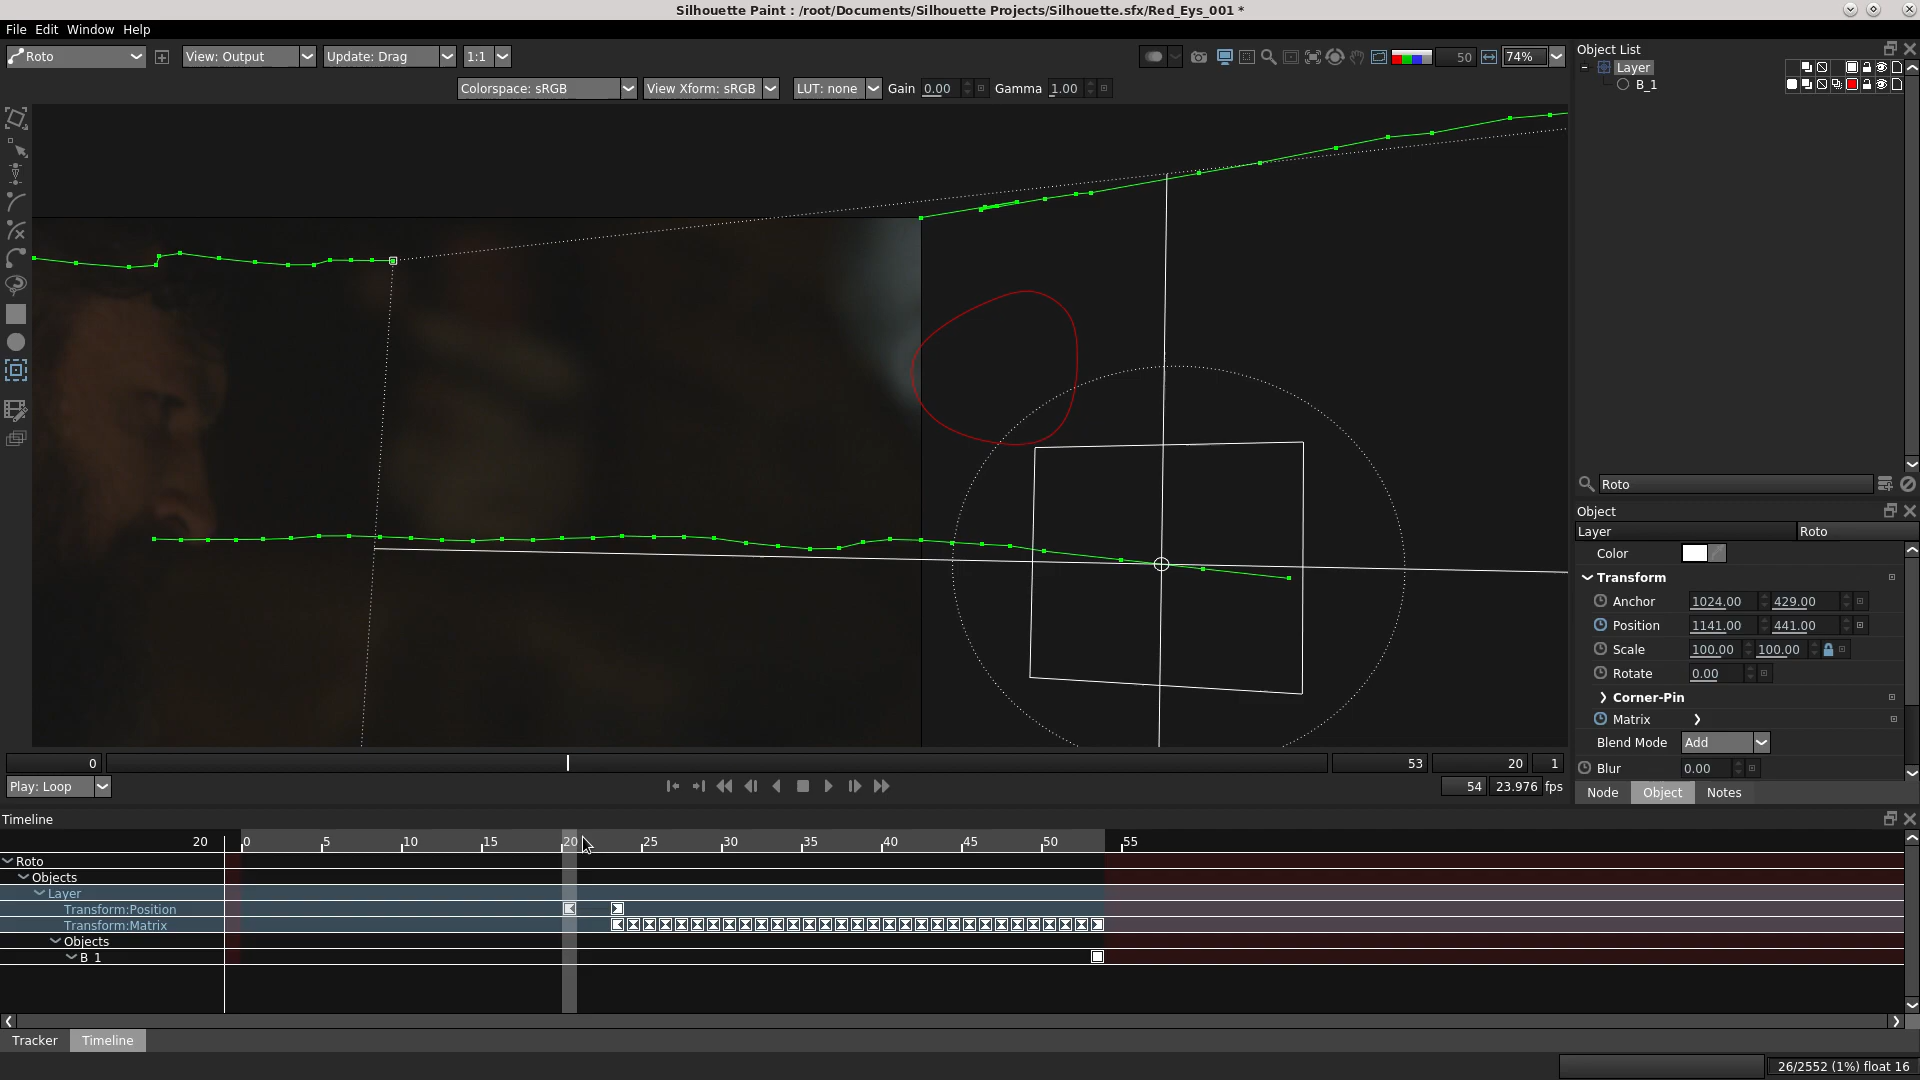 Silhouette Paint : /root/Documents/Silhouette Projects/Silhouette.sfx/Red_Eys_001 *
File Edit Window Help
Roto View: Output Update: Drag 1:1 50 74%
Colorspace: sRGB View Xform: sRGB LUT: none Gain 0.00 Gamma 1.00
Object List
Layer
B_1
Roto
Object
Layer Roto
Color
Transform
Anchor 1024.00 429.00
Position 1141.00 441.00
Scale 100.00 100.00
Rotate 0.00
Corner-Pin
Matrix
Blend Mode Add
Blur 0.00
Node Object Notes
0 53 20 1
Play: Loop 54 23.976 fps
Timeline
20 0 5 10 15 20 25 30 35 40 45 50 55
Roto
Objects
Layer
Transform:Position
Transform:Matrix
Objects
B_1
Tracker Timeline
26/2552 (1%) float 16